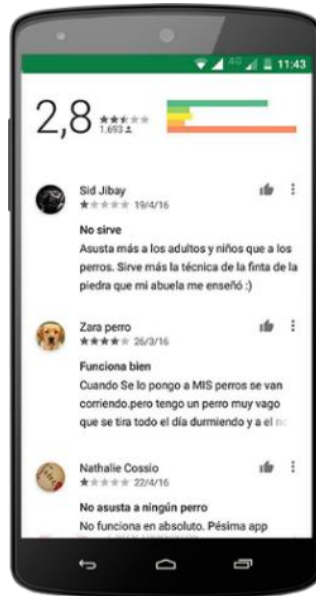 4G 11:43
2,8
1.693
Sid Jibay
19/4/16
No sirve
Asusta más a los adultos y niños que a los
perros. Sirve más la técnica de la finta de la
piedra que mi abuela me enseñó :)
Zara perro
26/3/16
Funciona bien
Cuando Se lo pongo a MIS perros se van
corriendo.pero tengo un perro muy vago
que se tira todo el día durmiendo y a el no
Nathalie Cossio
22/4/16
No asusta a ningún perro
No funciona en absoluto. Pésima app